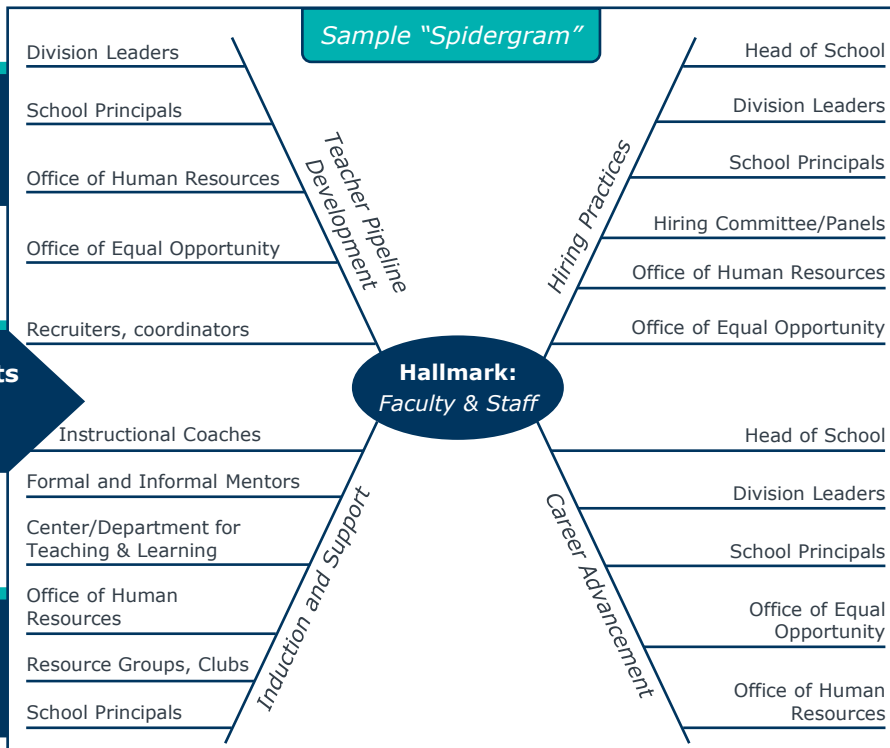 Sample “Spidergram”
Division Leaders
School Principals
Office of Human Resources
Office of Equal Opportunity
Recruiters, coordinators
Teacher Pipeline
Development
Head of School
Division Leaders
School Principals
Hiring Committee/Panels
Office of Human Resources
Office of Equal Opportunity
Hiring Practices
Hallmark:
Faculty & Staff
ts
Instructional Coaches
Formal and Informal Mentors
Center/Department for
Teaching & Learning
Office of Human
Resources
Resource Groups, Clubs
School Principals
Induction and Support
Head of School
Division Leaders
School Principals
Office of Equal
Opportunity
Office of Human
Resources
Career Advancement